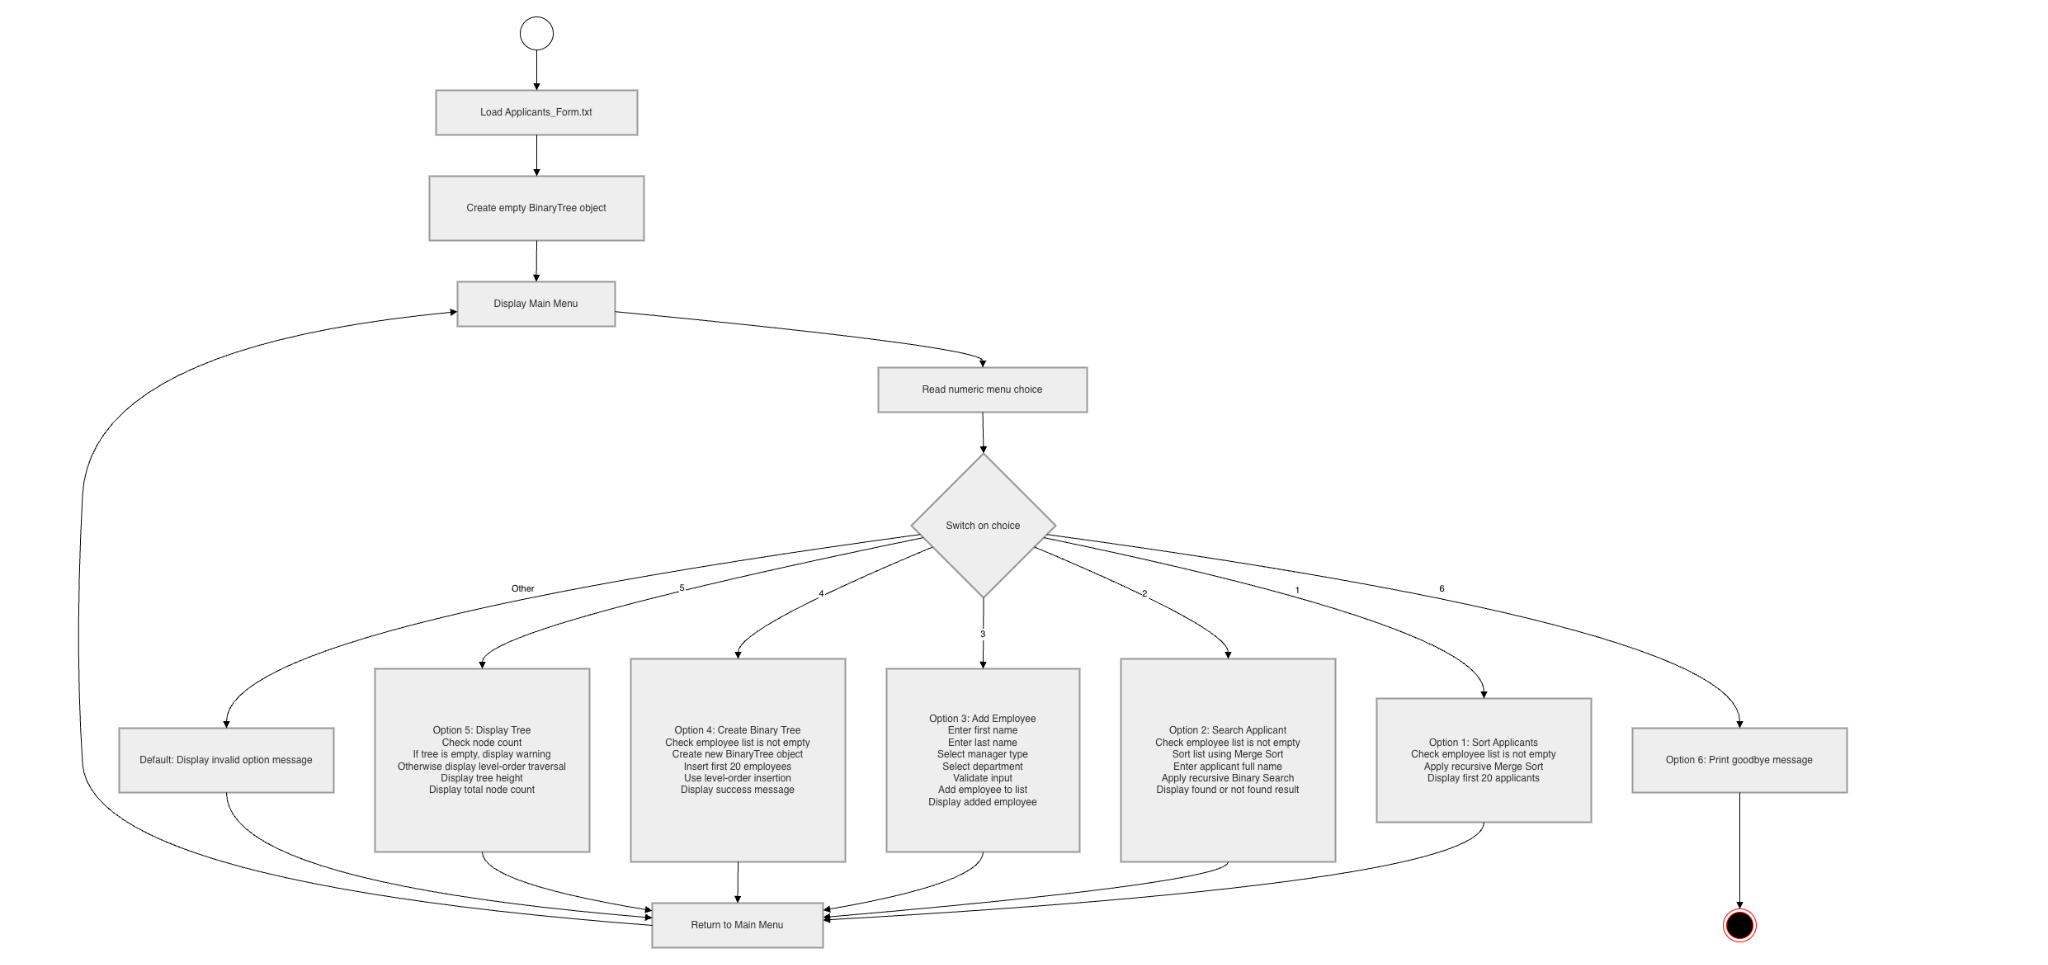 Load Applicants_Form.txt
Create empty BinaryTree object
Display Main Menu
Read numeric menu choice
Switch on choice
Other
5
4
3
2
1
6
Default: Display invalid option message
Option 5: Display Tree
Check node count
If tree is empty, display warning
Otherwise display level-order traversal
Display tree height
Display total node count
Option 4: Create Binary Tree
Check employee list is not empty
Create new BinaryTree object
Insert first 20 employees
Use level-order insertion
Display success message
Option 3: Add Employee
Enter first name
Enter last name
Select manager type
Select department
Validate input
Add employee to list
Display added employee
Option 2: Search Applicant
Check employee list is not empty
Sort list using Merge Sort
Enter applicant full name
Apply recursive Binary Search
Display found or not found result
Option 1: Sort Applicants
Check employee list is not empty
Apply recursive Merge Sort
Display first 20 applicants
Option 6: Print goodbye message
Return to Main Menu